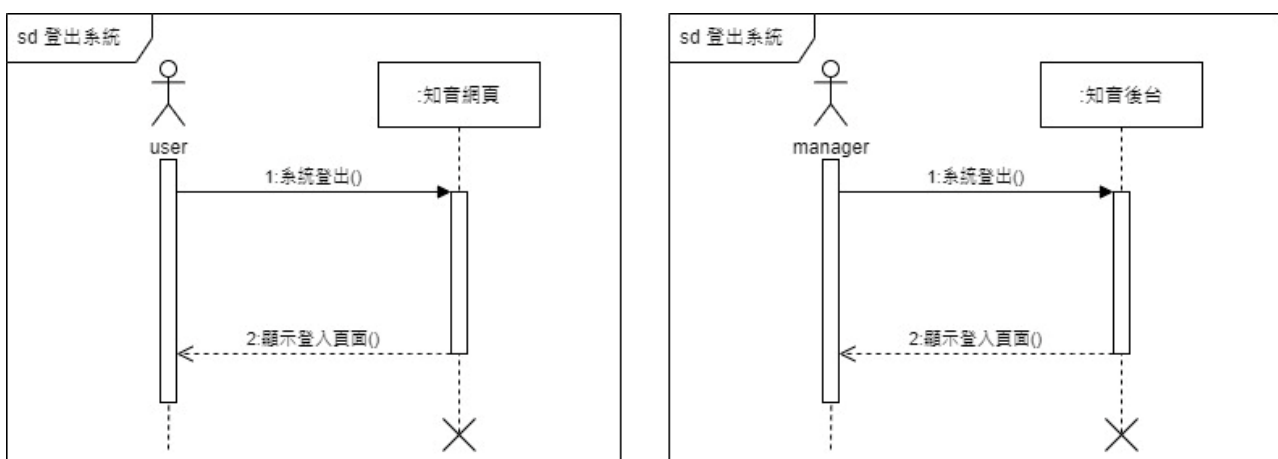 sd 登出系統
:知音網頁
user
1:系統登出()
2:顯示登入頁面()
sd 登出系統
:知音後台
manager
1:系統登出()
2:顯示登入頁面()